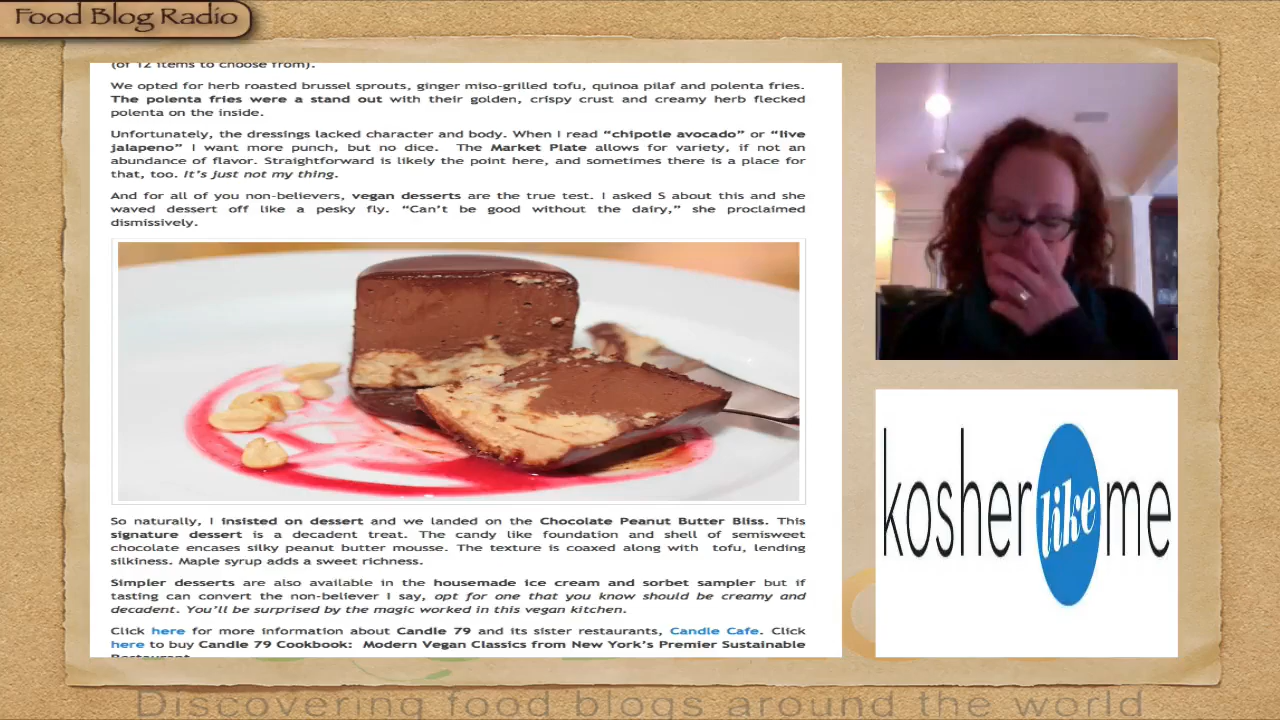 Food Blog Radio
(of 12 items to choose from).
We opted for herb roasted brussel sprouts, ginger miso-grilled tofu, quinoa pilaf and polenta fries.
The polenta fries were a stand out with their golden, crispy crust and creamy herb flecked
polenta on the inside.
Unfortunately, the dressings lacked character and body. When I read “chipotle avocado” or “live
jalapeno” I want more punch, but no dice. The Market Plate allows for variety, if not an
abundance of flavor. Straightforward is likely the point here, and sometimes there is a place for
that, too. It’s just not my thing.
And for all of you non-believers, vegan desserts are the true test. I asked S about this and she
waved dessert off like a pesky fly. “Can’t be good without the dairy,” she proclaimed
dismissively.
So naturally, I insisted on dessert and we landed on the Chocolate Peanut Butter Bliss. This
signature dessert is a decadent treat. The candy like foundation and shell of semisweet
chocolate encases silky peanut butter mousse. The texture is coaxed along with tofu, lending
silkiness. Maple syrup adds a sweet richness.
Simpler desserts are also available in the housemade ice cream and sorbet sampler but if
tasting can convert the non-believer I say, opt for one that you know should be creamy and
decadent. You’ll be surprised by the magic worked in this vegan kitchen.
Click here for more information about Candle 79 and its sister restaurants, Candle Cafe. Click
here to buy Candle 79 Cookbook: Modern Vegan Classics from New York’s Premier Sustainable
Restaurant
kosher like me
Discovering food blogs around the world